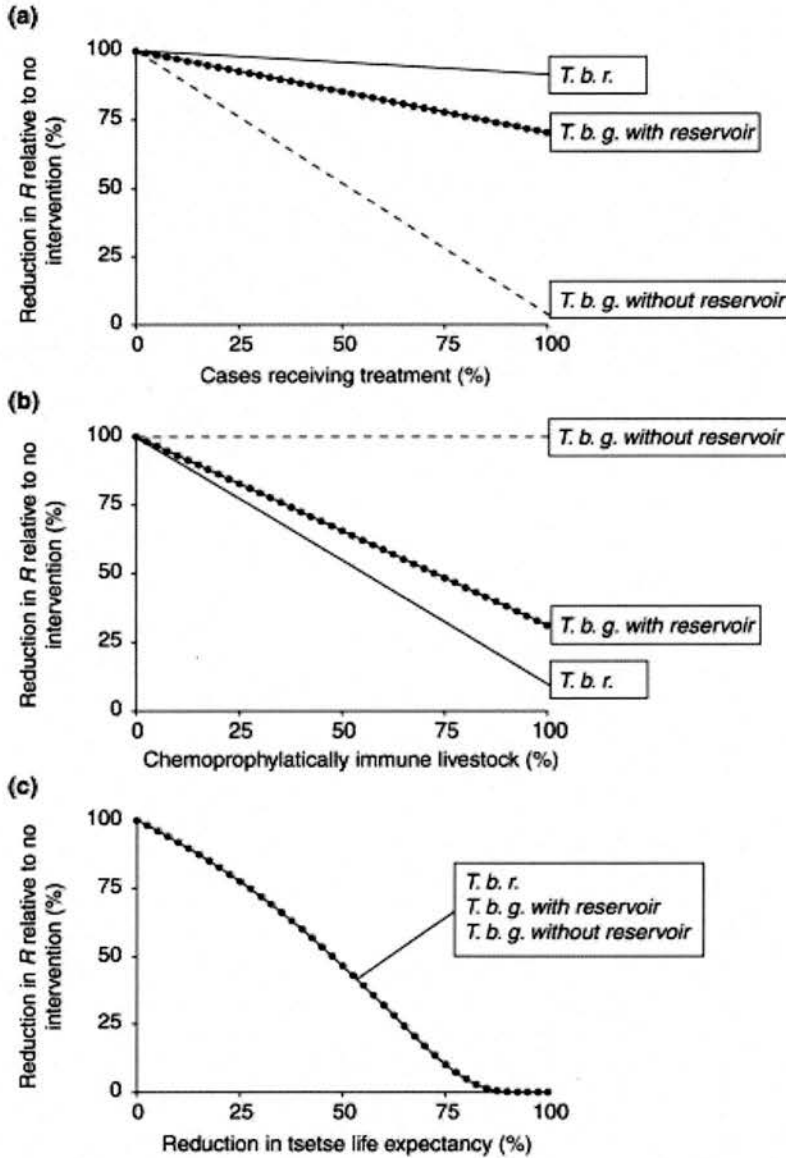 (a)
Reduction in R relative to no
intervention (%)
100
75
50
25
0
T. b. r.
T. b. g. with reservoir
T. b. g. without reservoir
0 25 50 75 100
Cases receiving treatment (%)
(b)
Reduction in R relative to no
intervention (%)
100
75
50
25
0
T. b. g. without reservoir
T. b. g. with reservoir
T. b. r.
0 25 50 75 100
Chemoprophylatically immune livestock (%)
(c)
Reduction in R relative to no
intervention (%)
100
75
50
25
0
T. b. r.
T. b. g. with reservoir
T. b. g. without reservoir
0 25 50 75 100
Reduction in tsetse life expectancy (%)